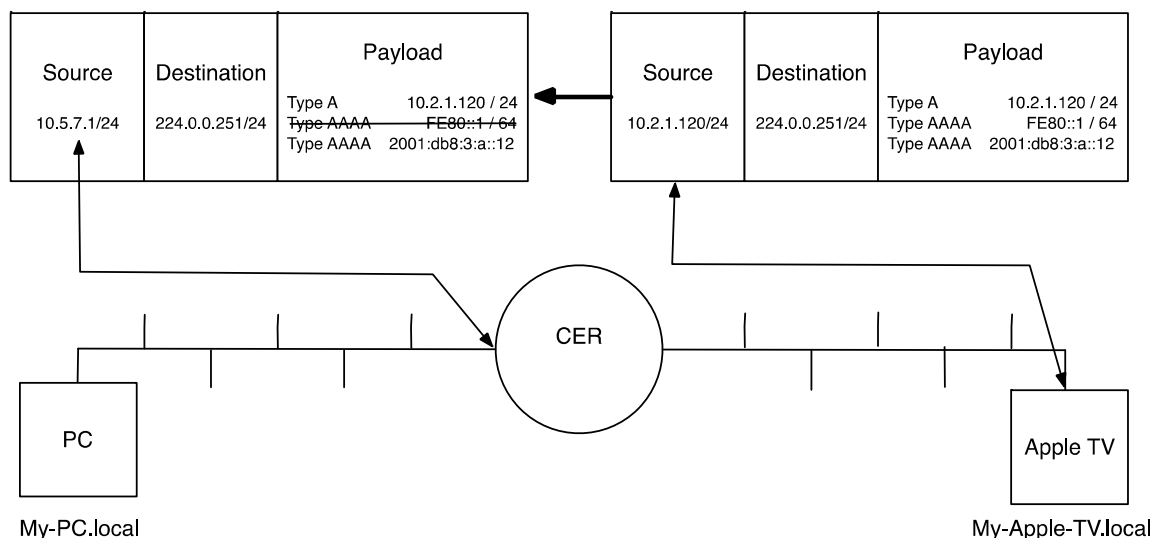 Source
Destination
Payload
10.5.7.1/24
224.0.0.251/24
Type A 10.2.1.120 / 24
Type AAAA FE80::1 / 64
Type AAAA 2001:db8:3:a::12
Source
Destination
Payload
10.2.1.120/24
224.0.0.251/24
Type A 10.2.1.120 / 24
Type AAAA FE80::1 / 64
Type AAAA 2001:db8:3:a::12
CER
PC
Apple TV
My-PC.local
My-Apple-TV.local